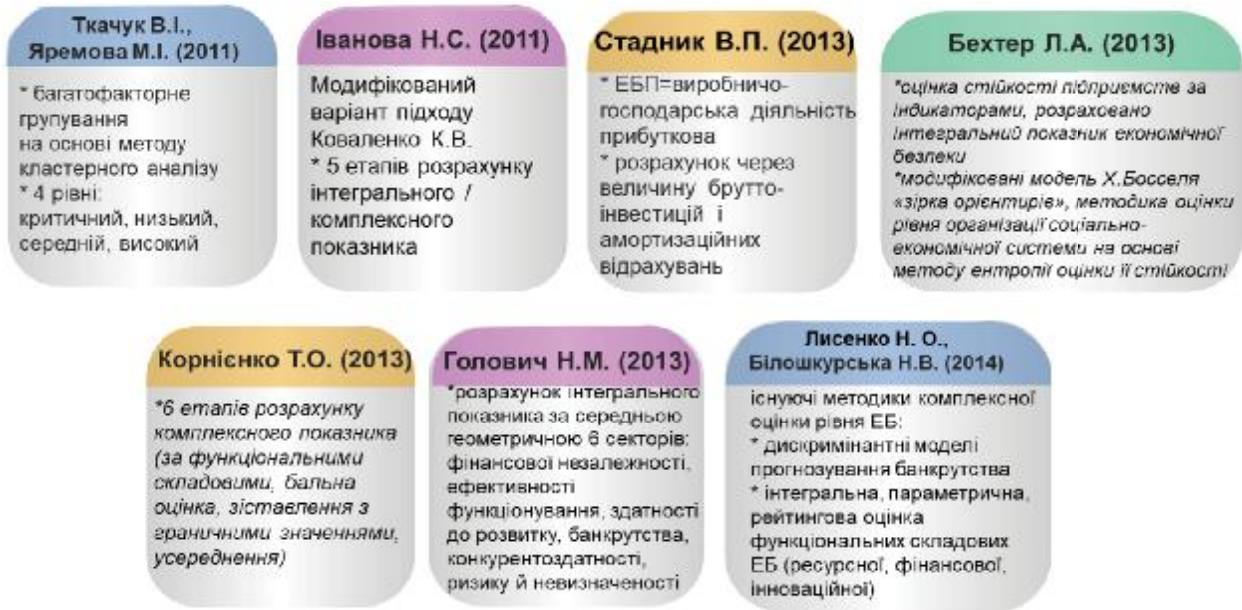 Ткачук В.І.,
Яремова М.І. (2011)
* багатофакторне
групування
на основі методу
кластерного аналізу
* 4 рівні:
критичний, низький,
середній, високий
Іванова Н.С. (2011)
Модифікований
варіант підходу
Коваленко К.В.
* 5 етапів розрахунку
інтегрального /
комплексного
показника
Стадник В.П. (2013)
* ЕБП=виробничо-
господарська діяльність
прибуткова
* розрахунок через
величину брутто-
інвестицій і
амортизаційних
відрахувань
Бехтер Л.А. (2013)
*оцінка стійкості підприємств за
індикаторами, розраховано
інтегральний показник економічної
безпеки
*модифіковані модель Х.Босселя
«зірка орієнтирів», методика оцінки
рівня організації соціально-
економічної системи на основі
методу ентропії оцінки її стійкості
Корнієнко Т.О. (2013)
*6 етапів розрахунку
комплексного показника
(за функціональними
складовими, бальна
оцінка, зіставлення з
граничними значеннями,
усереднення)
Голович Н.М. (2013)
*розрахунок інтегрального
показника за середньою
геометричною 6 секторів:
фінансової незалежності,
ефективності
функціонування, здатності
до розвитку, банкрутства,
конкурентоздатності,
ризику й невизначеності
Лисенко Н. О.,
Білошкурська Н.В. (2014)
існуючі методики комплексної
оцінки рівня ЕБ:
* дискримінантні моделі
прогнозування банкрутства
* інтегральна, параметрична,
рейтингова оцінка
функціональних складових
ЕБ (ресурсної, фінансової,
інноваційної)